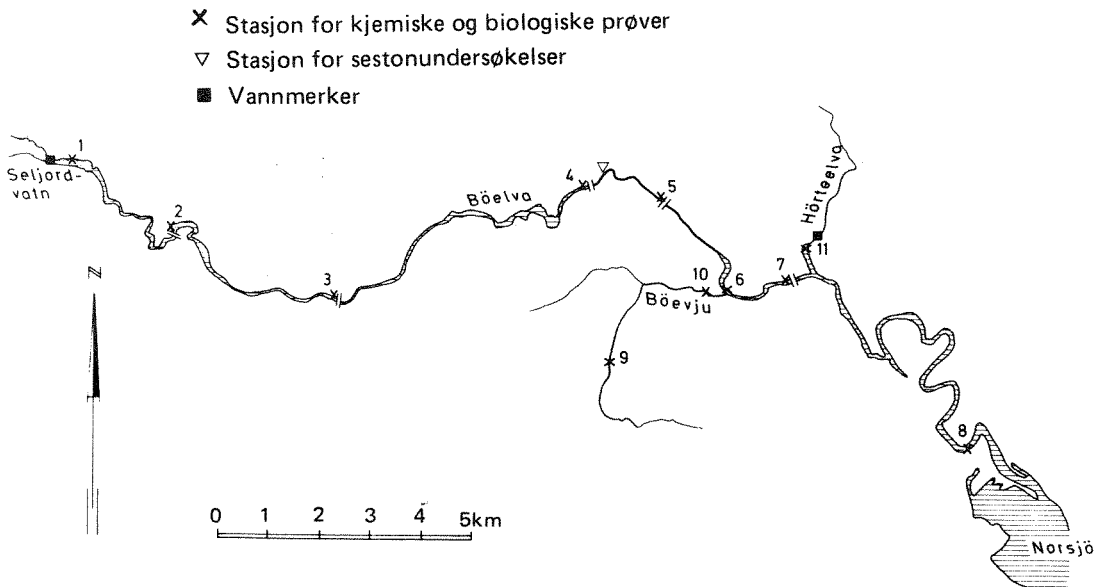 Stasjon for kjemiske og biologiske prøver
Stasjon for sestonundersøkelser
Vannmerker
1
Seljord-
vatn
2
3
Böelva
4
5
Hörteelva
11
7
6
10
Böevju
9
8
N
0 1 2 3 4 5km
Norsjö